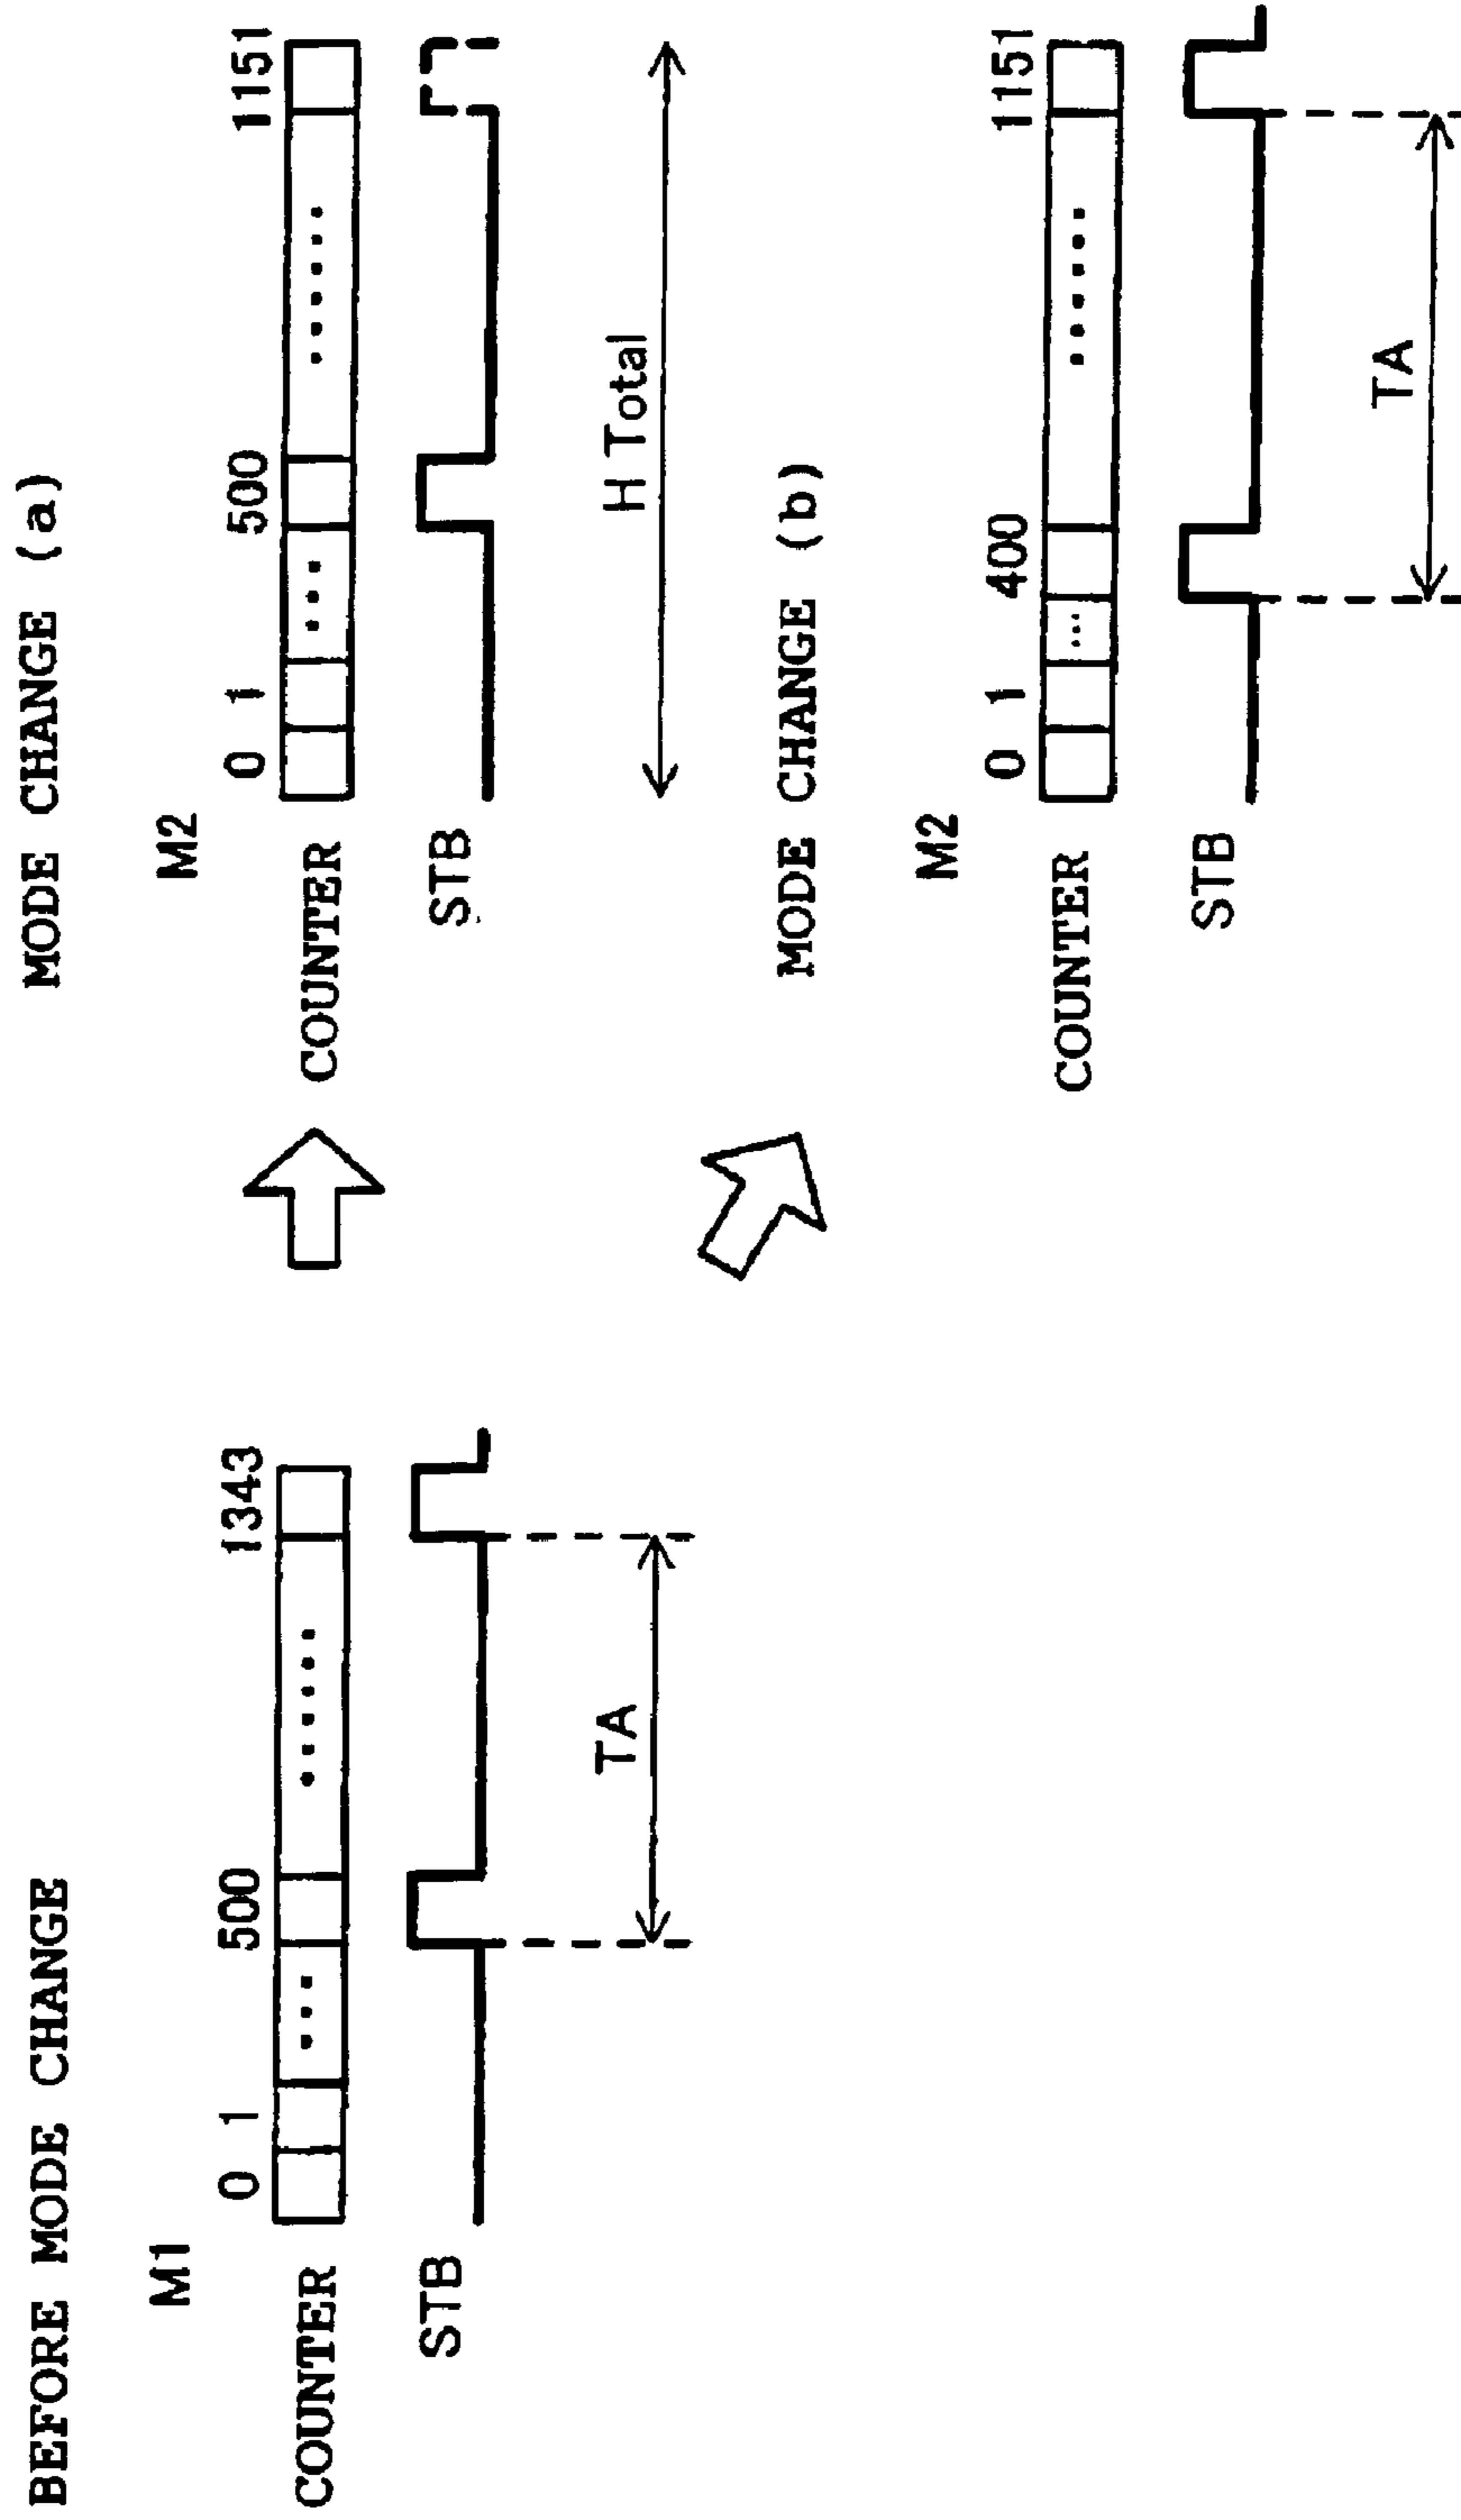 BEFORE MODE CHANGE
M1
0 1 500 1343
COUNTER
STB
TA
MODE CHANGE (a)
M2
0 1 500 1151
COUNTER
STB
H Total
MODE CHANGE (b)
M2
0 1 400 1151
COUNTER
STB
TA